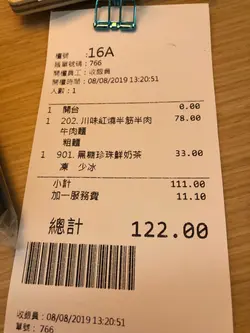 檯號 : 16A
賬單號碼: 766
開檯員工: 收銀員
開檯時間: 08/08/2019 13:20:51
人數: 1
1 開台 0.00
1 202. 川味紅燒半筋半肉 78.00
牛肉麵
粗麵
1 901. 黑糖珍珠鮮奶茶 33.00
凍 少冰
小計 111.00
加一服務費 11.10
總計 122.00
收銀員: 08/08/2019 13:20:51
單號: 766